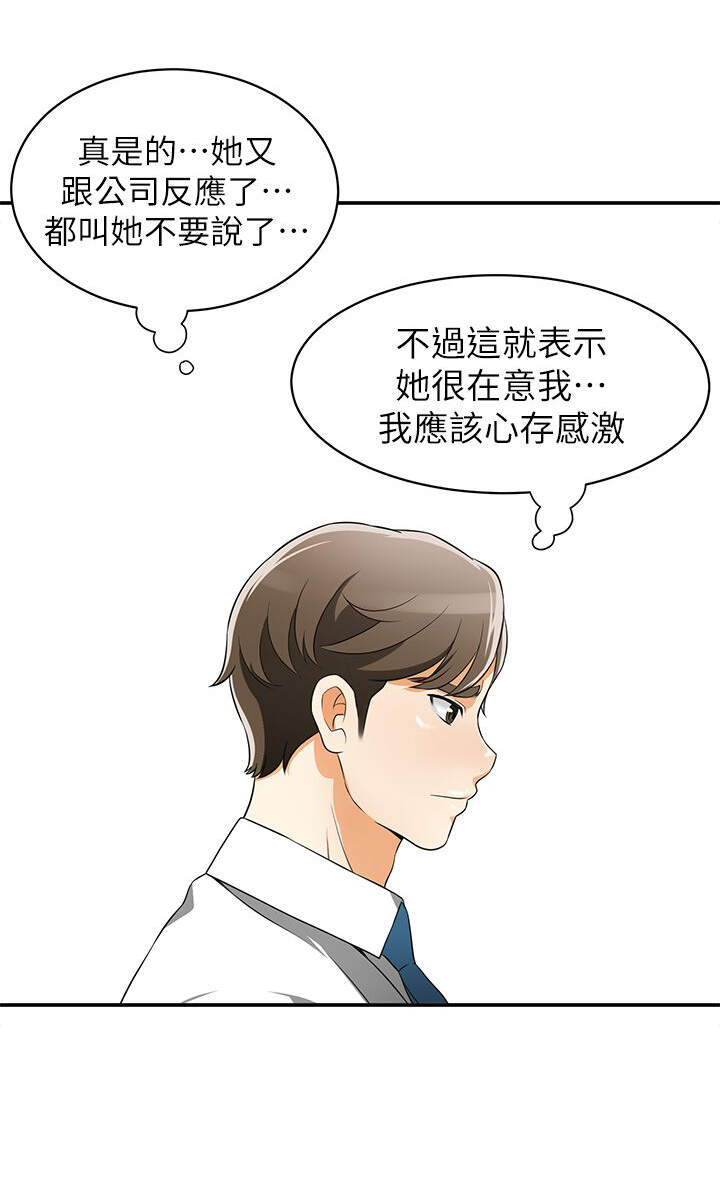 真是的…她又
跟公司反應了…
都叫她不要說了…
不過這就表示
她很在意我…
我應該心存感激